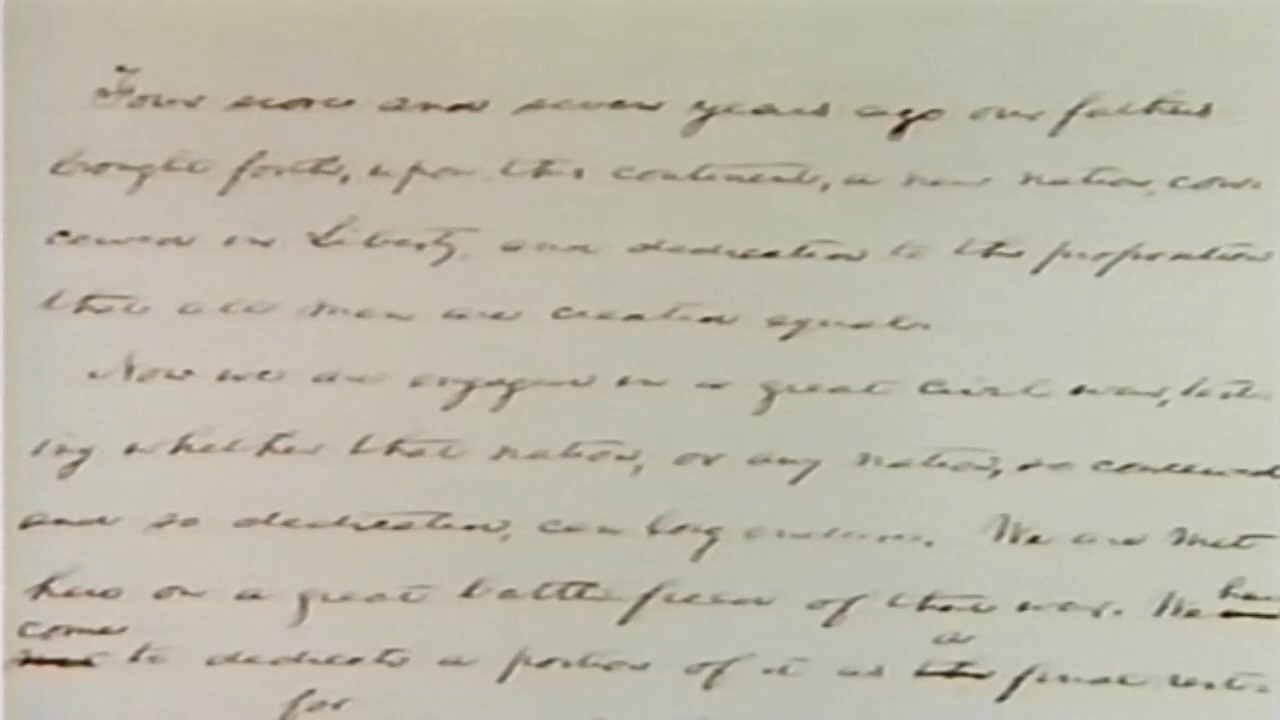 Four score and seven years ago our fathers
brought forth, upon this continent, a new nation, con-
ceived in Liberty, and dedicated to the proposition
that all men are created equal.
Now we are engaged in a great civil war, test-
ing whether that nation, or any nation, so conceived
and so dedicated, can long endure. We are met
here on a great battle-field of that war. We
have
come
to dedicate a portion of it as
a
final rest-
for